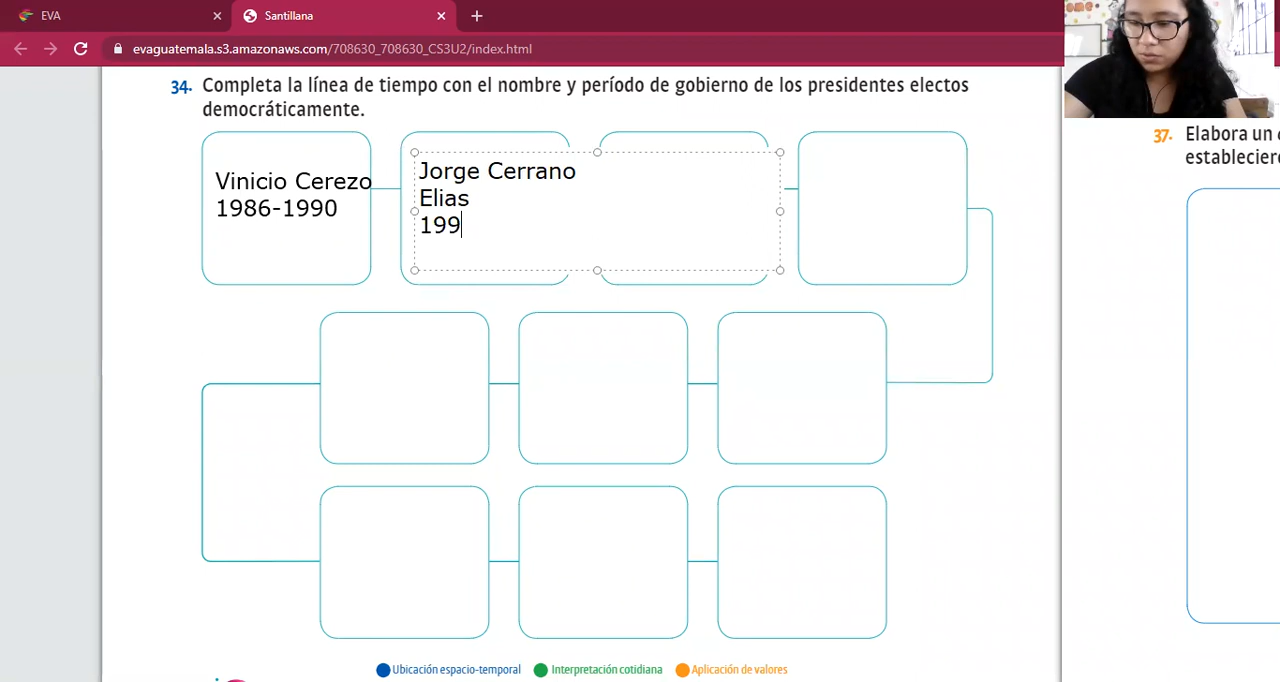 EVA
Santillana
evaguatemala.s3.amazonaws.com/708630_708630_CS3U2/index.html
34. Completa la línea de tiempo con el nombre y período de gobierno de los presidentes electos
democráticamente.
Vinicio Cerezo
1986-1990
Jorge Cerrano
Elias
199
37. Elabora un
establecier
Ubicación espacio-temporal
Interpretación cotidiana
Aplicación de valores